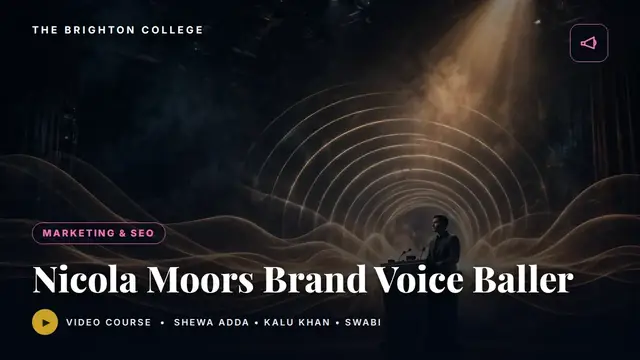 THE BRIGHTON COLLEGE
MARKETING & SEO
Nicola Moors Brand Voice Baller
VIDEO COURSE • SHEWA ADDA • KALU KHAN • SWABI